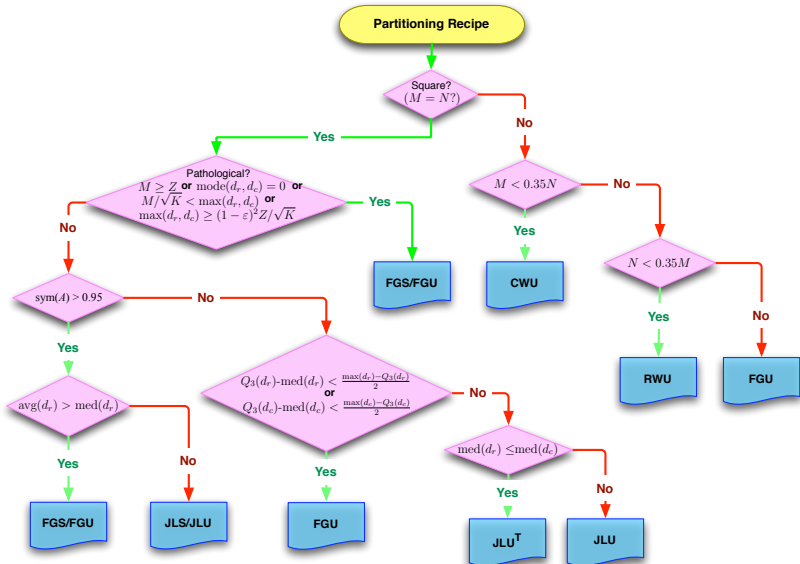 Partitioning Recipe
Square?
(M = N?)
Yes
No
Pathological?
M ≥ Z or mode(d_r, d_c) = 0 or
M/√K < max(d_r, d_c) or
max(d_r, d_c) ≥ (1 − ε)²Z/√K
M < 0.35N
No
Yes
No
Yes
N < 0.35M
FGS/FGU
CWU
sym(A) > 0.95
No
Yes
No
Yes
RWU
FGU
Q₃(d_r)-med(d_r) < (max(d_r)−Q₃(d_r))/2
or
Q₃(d_c)-med(d_c) < (max(d_c)−Q₃(d_c))/2
No
avg(d_r) > med(d_r)
med(d_r) ≤med(d_c)
Yes
No
Yes
Yes
No
FGS/FGU
JLS/JLU
FGU
JLU^T
JLU